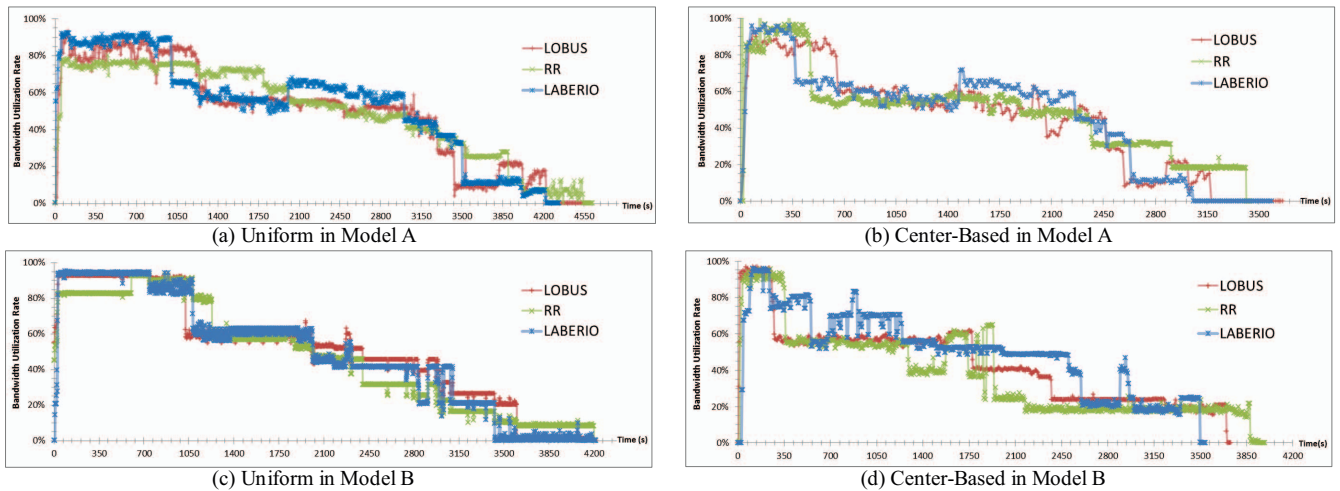 100%
80%
60%
40%
20%
0%
Bandwidth Utilization Rate
LOBUS
RR
LABERIO
0 350 700 1050 1400 1750 2100 2450 2800 3150 3500 3850 4200 4550
Time (s)
(a) Uniform in Model A
100%
80%
60%
40%
20%
0%
Bandwidth Utilization Rate
LOBUS
RR
LABERIO
0 350 700 1050 1400 1750 2100 2450 2800 3150 3500
Time (s)
(b) Center-Based in Model A
100%
80%
60%
40%
20%
0%
Bandwidth Utilization Rate
LOBUS
RR
LABERIO
0 350 700 1050 1400 1750 2100 2450 2800 3150 3500 3850 4200
Time(s)
(c) Uniform in Model B
100%
80%
60%
40%
20%
0%
Bandwidth Utilization Rate
LOBUS
RR
LABERIO
0 350 700 1050 1400 1750 2100 2450 2800 3150 3500 3850 4200
Time(s)
(d) Center-Based in Model B